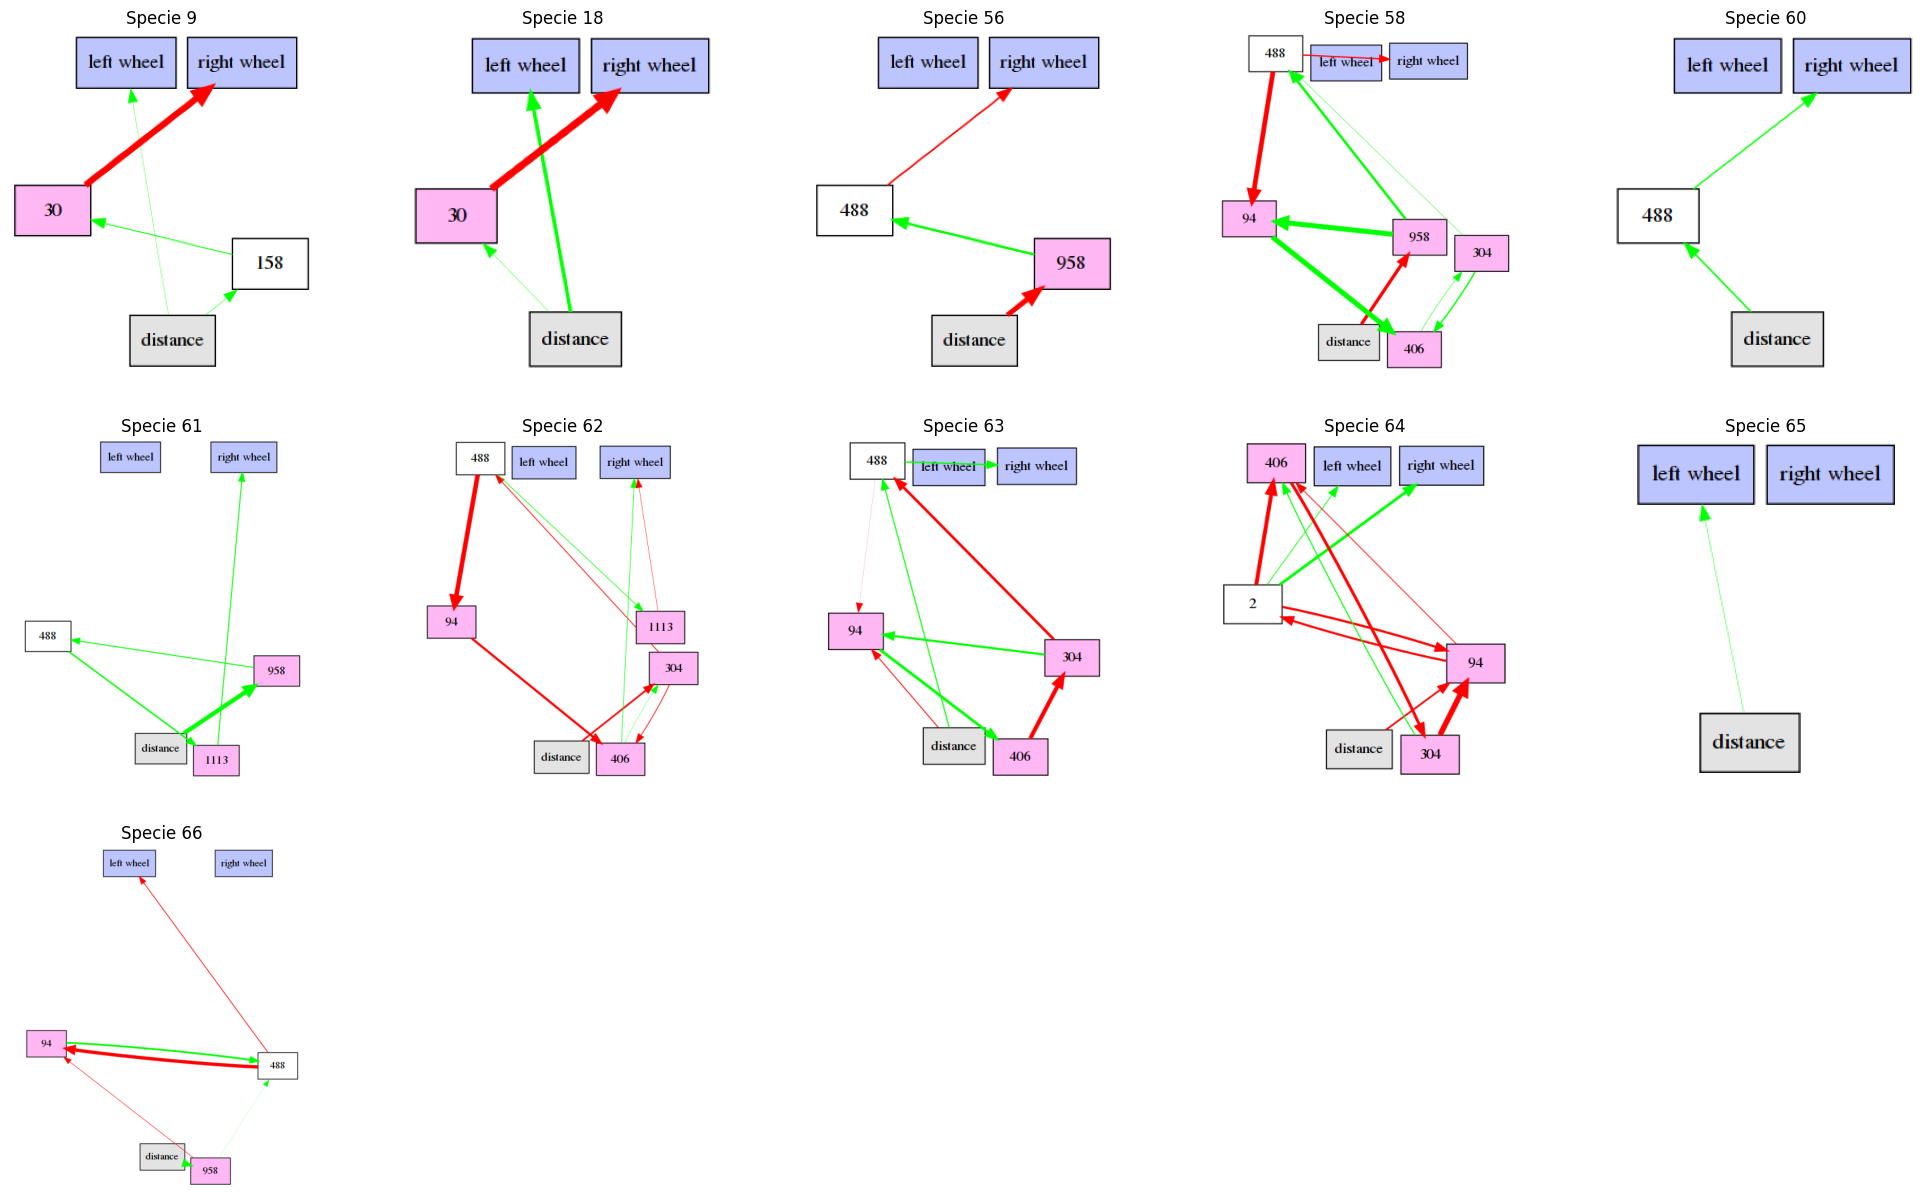 Specie 9
left wheel
right wheel
30
158
distance
Specie 18
left wheel
right wheel
30
distance
Specie 56
left wheel
right wheel
488
958
distance
Specie 58
488
left wheel
right wheel
94
958
304
distance
406
Specie 60
left wheel
right wheel
488
distance
Specie 61
left wheel
right wheel
488
958
distance
1113
Specie 62
488
left wheel
right wheel
94
1113
304
distance
406
Specie 63
488
left wheel
right wheel
94
304
distance
406
Specie 64
406
left wheel
right wheel
2
94
distance
304
Specie 65
left wheel
right wheel
distance
Specie 66
left wheel
right wheel
94
488
distance
958